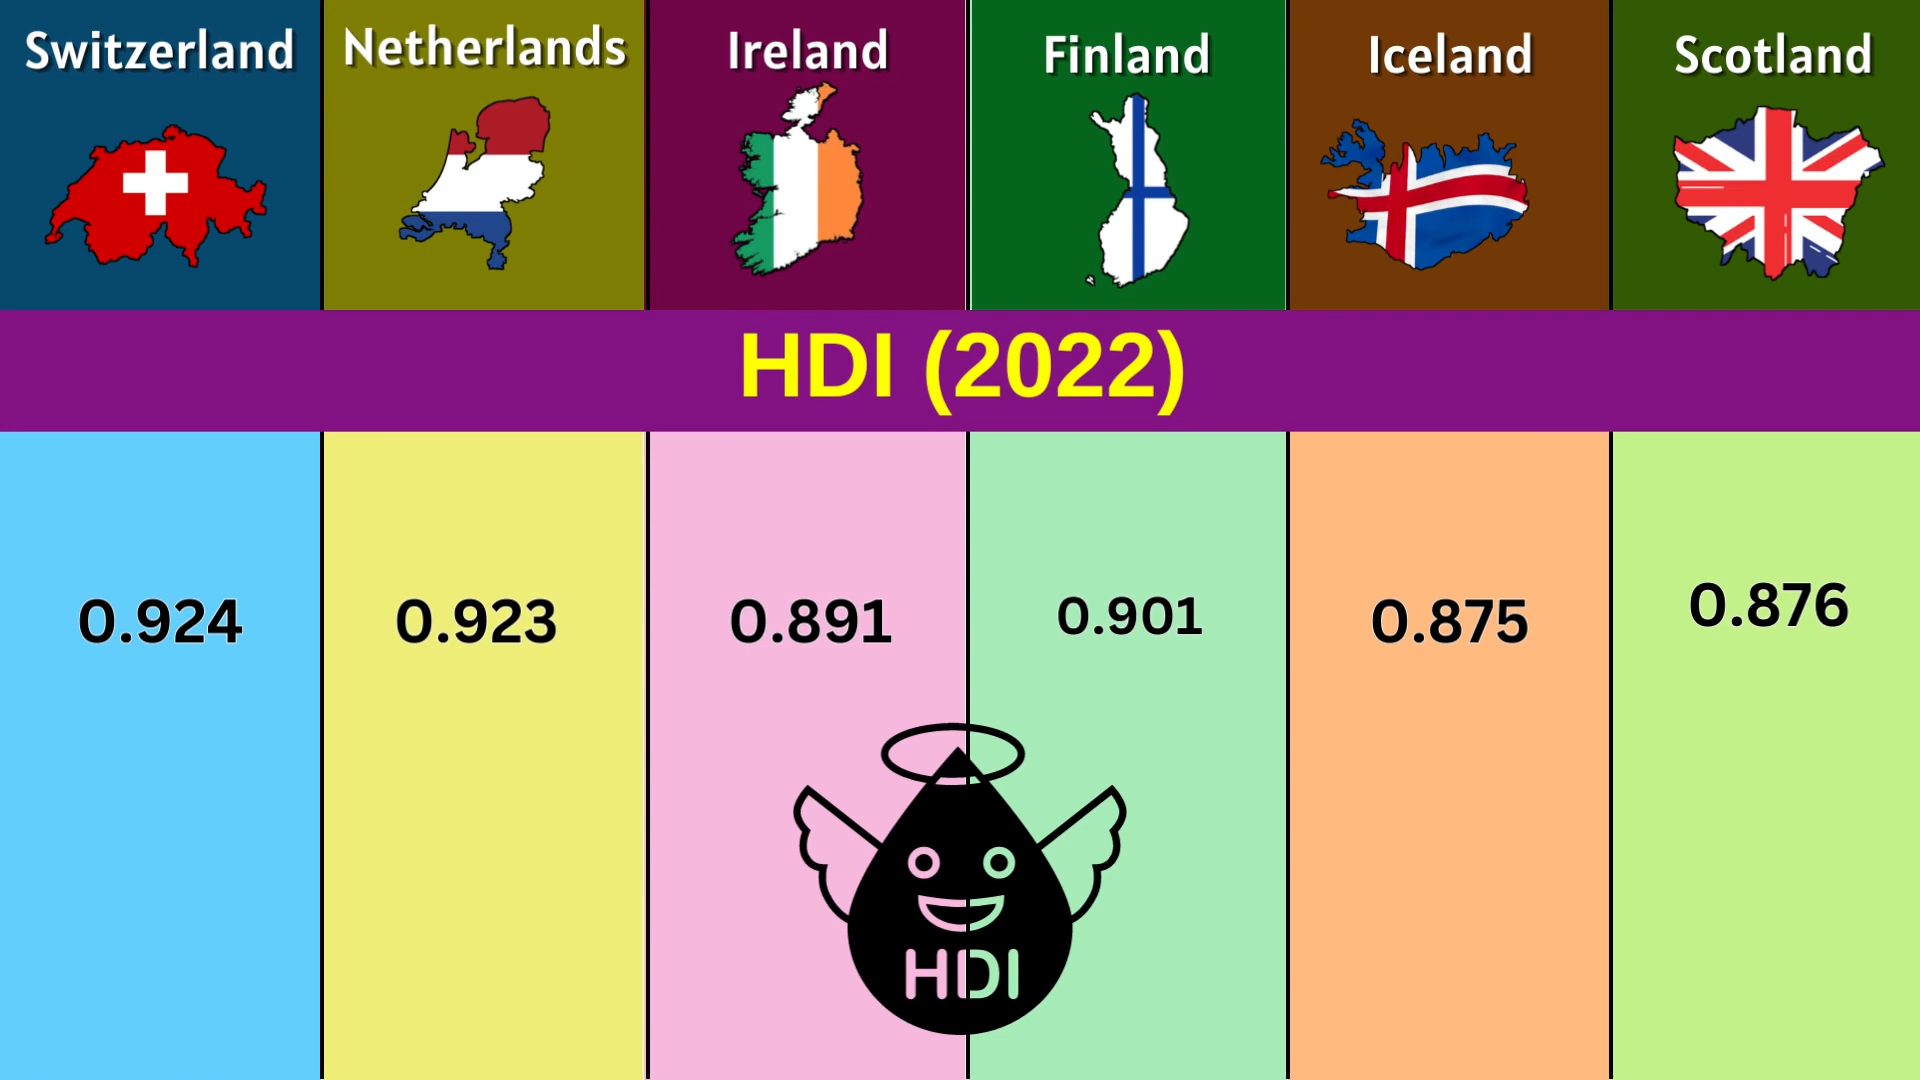 Switzerland
Netherlands
Ireland
Finland
Iceland
Scotland
HDI (2022)
0.924
0.923
0.891
0.901
0.875
0.876
HDI